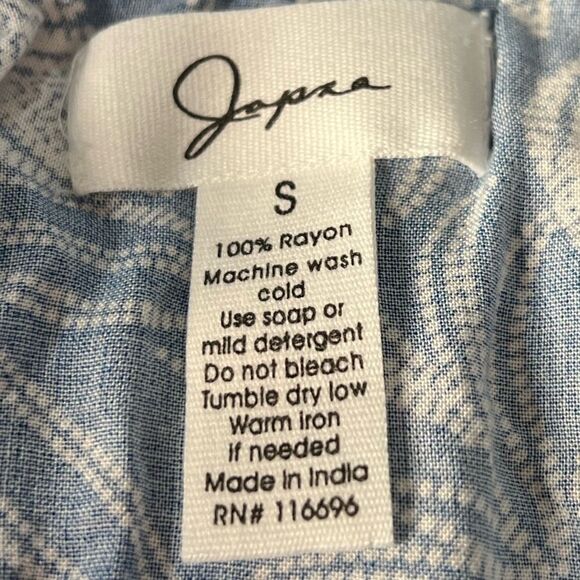 Japna
S
100% Rayon
Machine wash
cold
Use soap or
mild detergent
Do not bleach
Tumble dry low
Warm iron
if needed
Made in India
RN# 116696